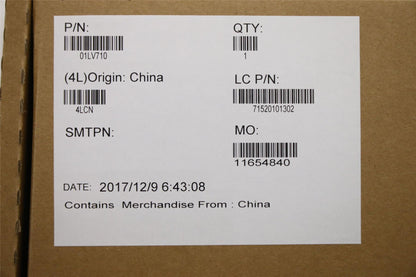 P/N: QTY:
01LV710 1
(4L)Origin: China LC P/N:
4LCN 71520101302
SMTPN: MO:
11654840
DATE: 2017/12/9 6:43:08
Contains Merchandise From : China